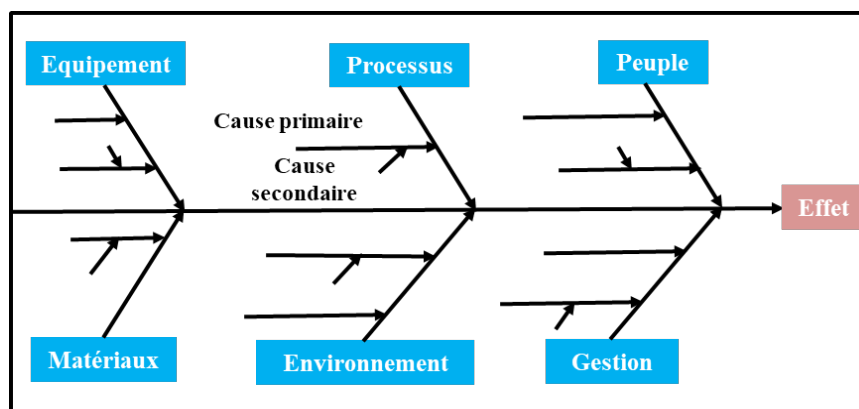 Equipement
Processus
Peuple
Cause primaire
Cause
secondaire
Effet
Matériaux
Environnement
Gestion